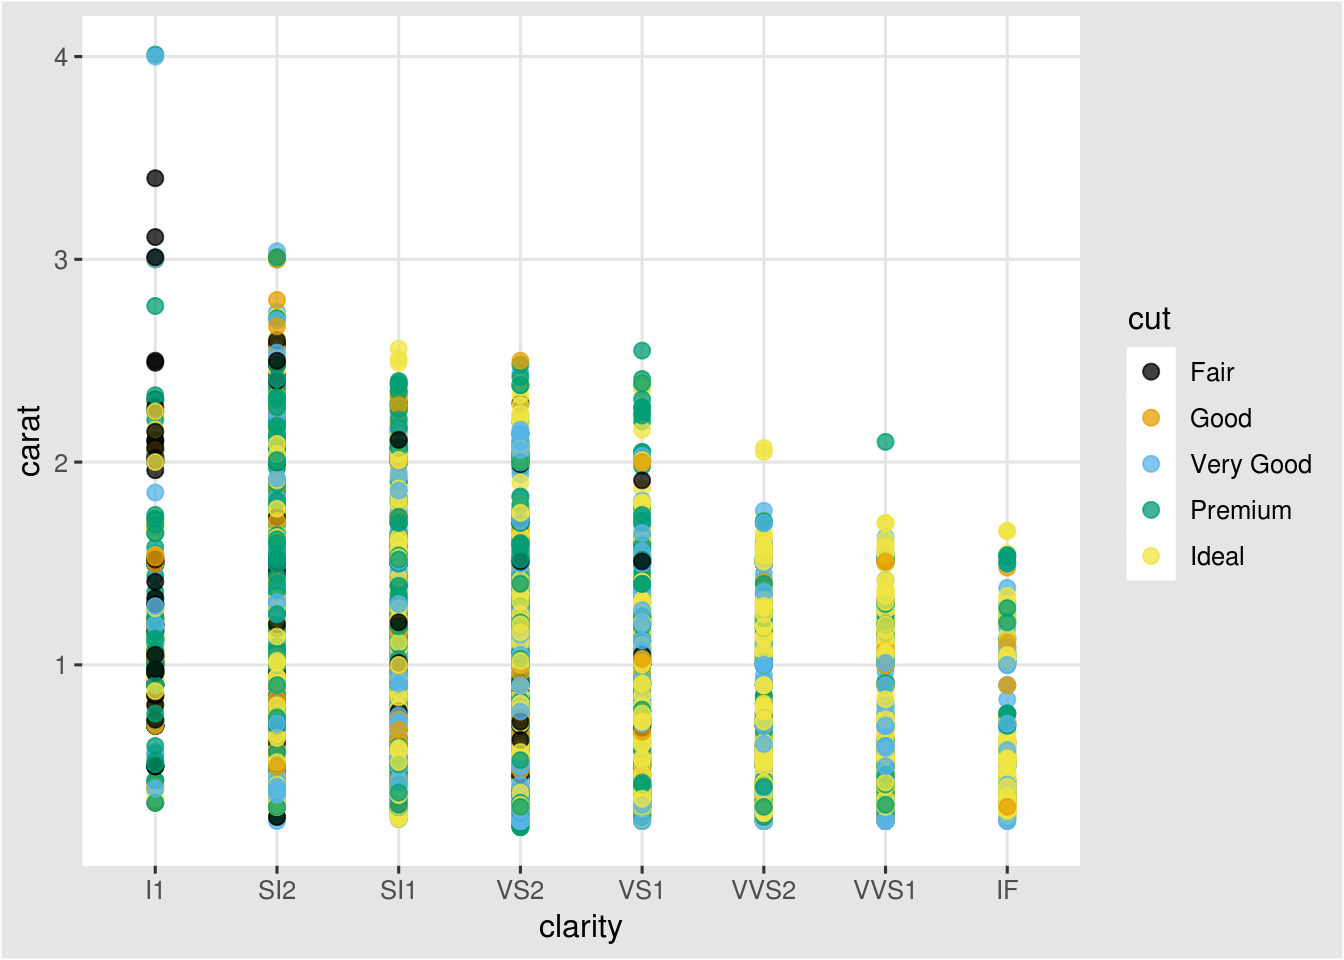 4
3
2
1
carat
I1 SI2 SI1 VS2 VS1 VVS2 VVS1 IF
clarity
cut
Fair
Good
Very Good
Premium
Ideal